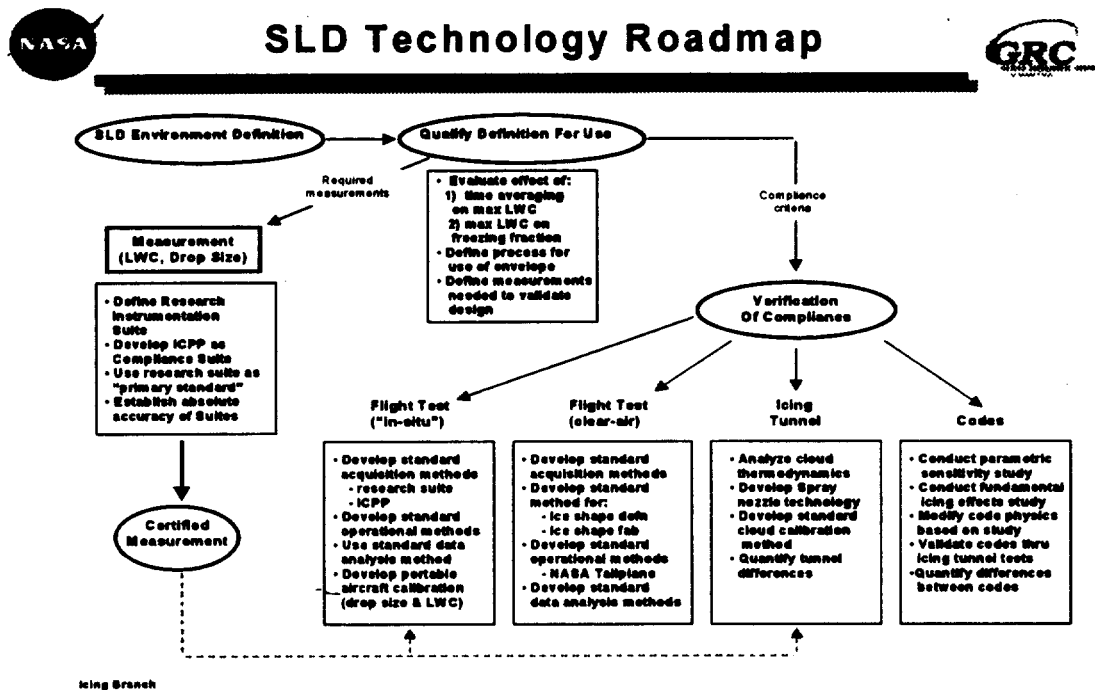 NASA
SLD Technology Roadmap
GRC
SLD Environment Definition
Qualify Definition For Use
Required
measurements
• Evaluate effect of:
1) time averaging
on max LWC
2) max LWC on
freezing fraction
• Define process for
use of envelope
• Define measurements
needed to validate
design
Compliance
criteria
Measurement
(LWC, Drop Size)
• Define Research
Instrumentation
Suite
• Develop ICPP as
Compliance Suite
• Use research suite as
"primary standard"
• Establish absolute
accuracy of Suites
Verification
Of Compliance
Certified
Measurement
Flight Test
("in-situ")
• Develop standard
acquisition methods
- research suite
- ICPP
• Develop standard
operational methods
• Use standard data
analysis method
• Develop portable
aircraft calibration
(drop size & LWC)
Flight Test
(clear-air)
• Develop standard
acquisition methods
• Develop standard
method for:
- ice shape defn
- ice shape fab
• Develop standard
operational methods
- NASA Tailplane
• Develop standard
data analysis methods
Icing
Tunnel
• Analyze cloud
thermodynamics
• Develop Spray
nozzle technology
• Develop standard
cloud calibration
method
• Quantify tunnel
differences
Codes
• Conduct parametric
sensitivity study
• Conduct fundamental
icing effects study
• Modify code physics
based on study
• Validate codes thru
icing tunnel tests
• Quantify differences
between codes
Icing Branch